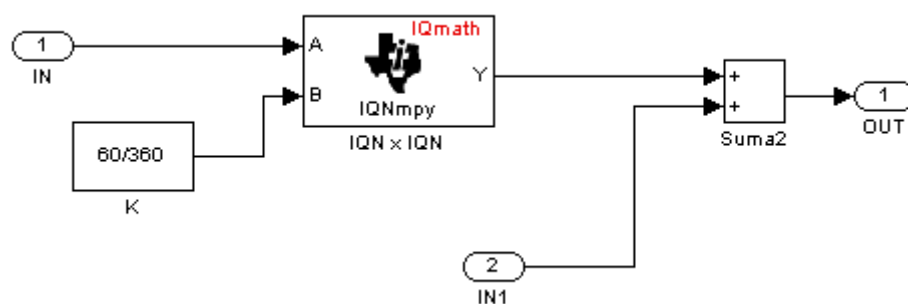 1
IN
60/360
K
IQmath
A
B
Y
IQNmpy
IQN x IQN
2
IN1
+
+
Suma2
1
OUT